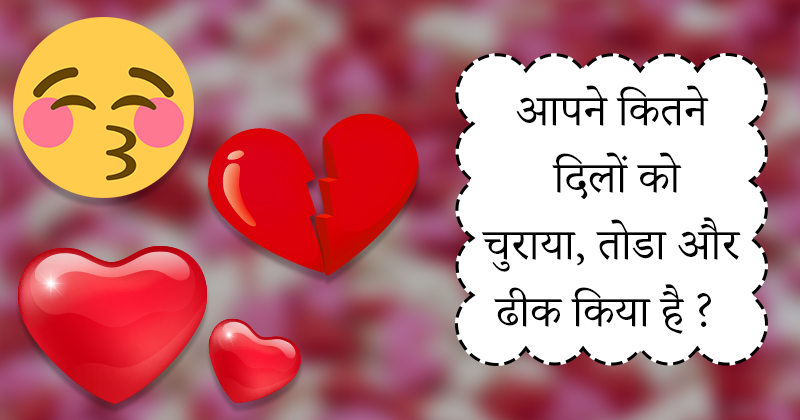 आपने कितने
दिलों को
चुराया, तोडा और
ढीक किया है ?